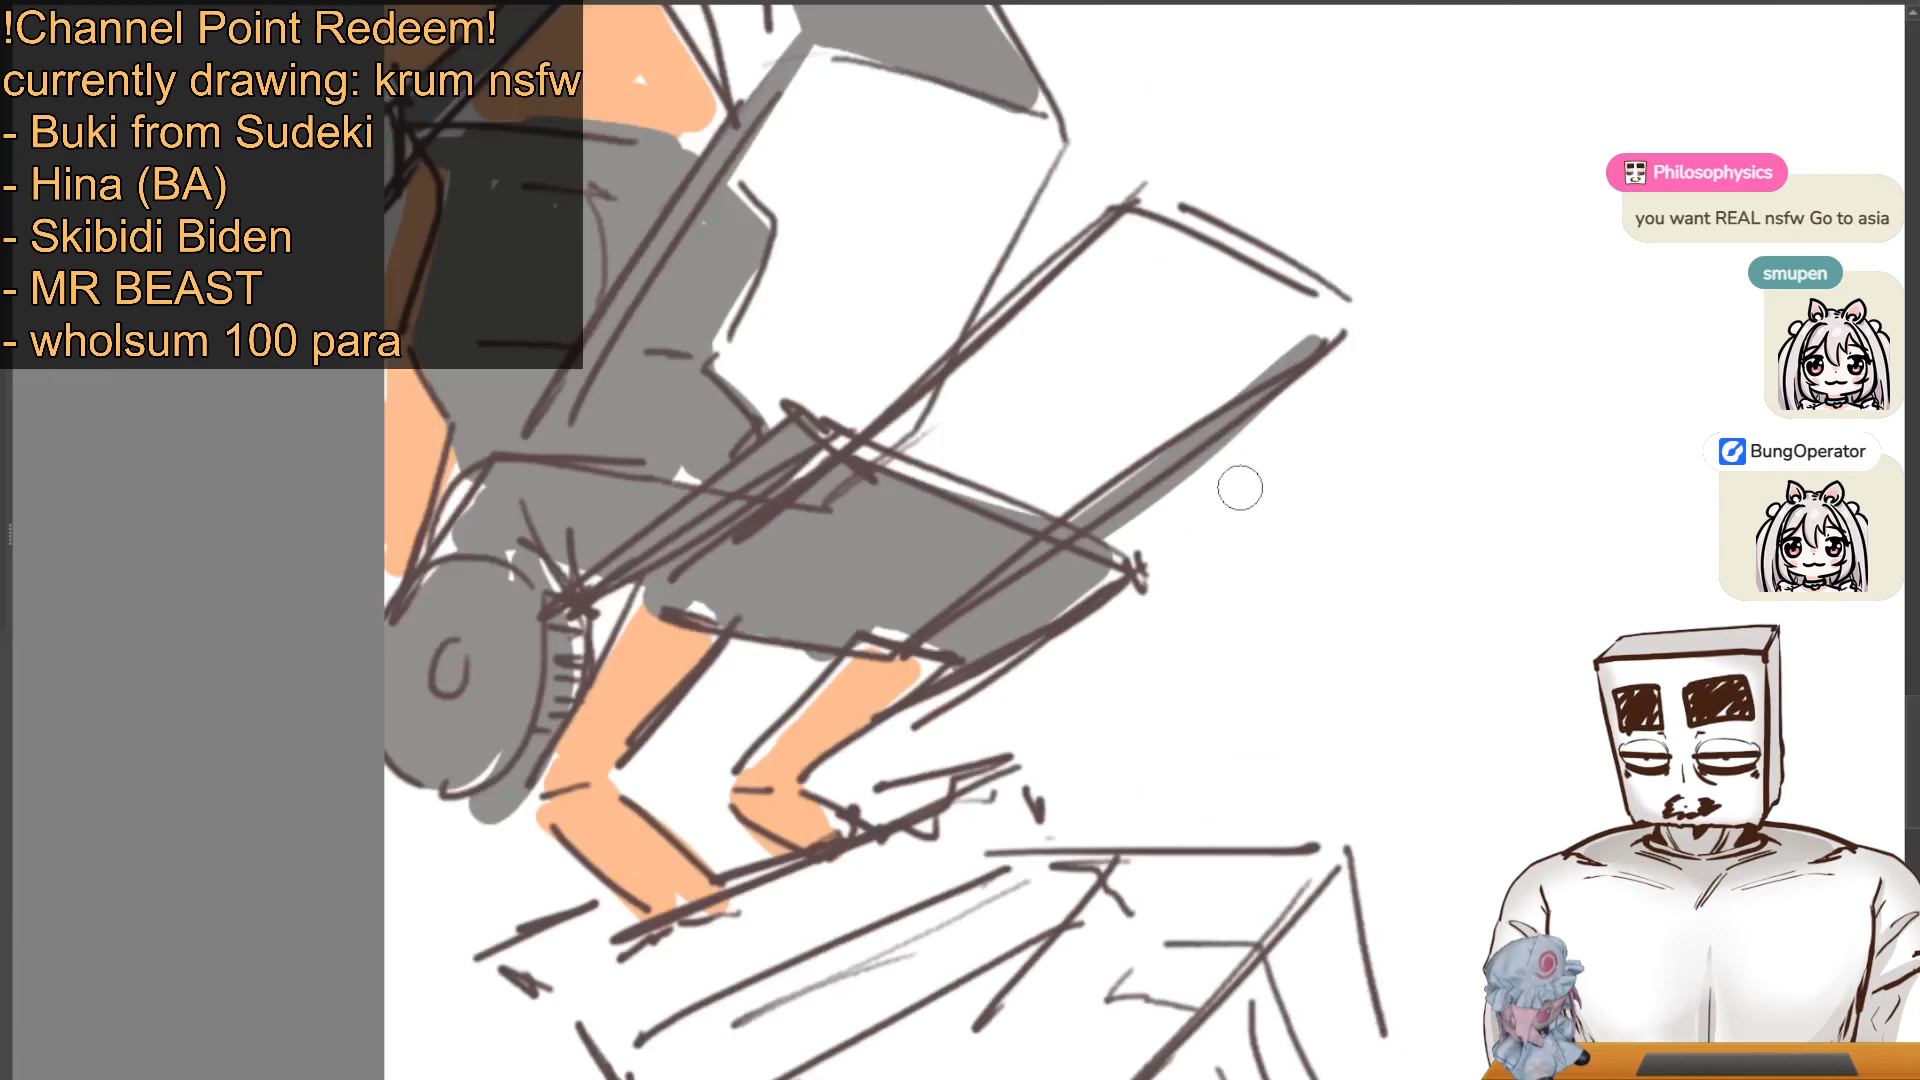 !Channel Point Redeem!
currently drawing: krum nsfw
- Buki from Sudeki
- Hina (BA)
- Skibidi Biden
- MR BEAST
- wholsum 100 para
Philosophysics
you want REAL nsfw Go to asia
smupen
BungOperator